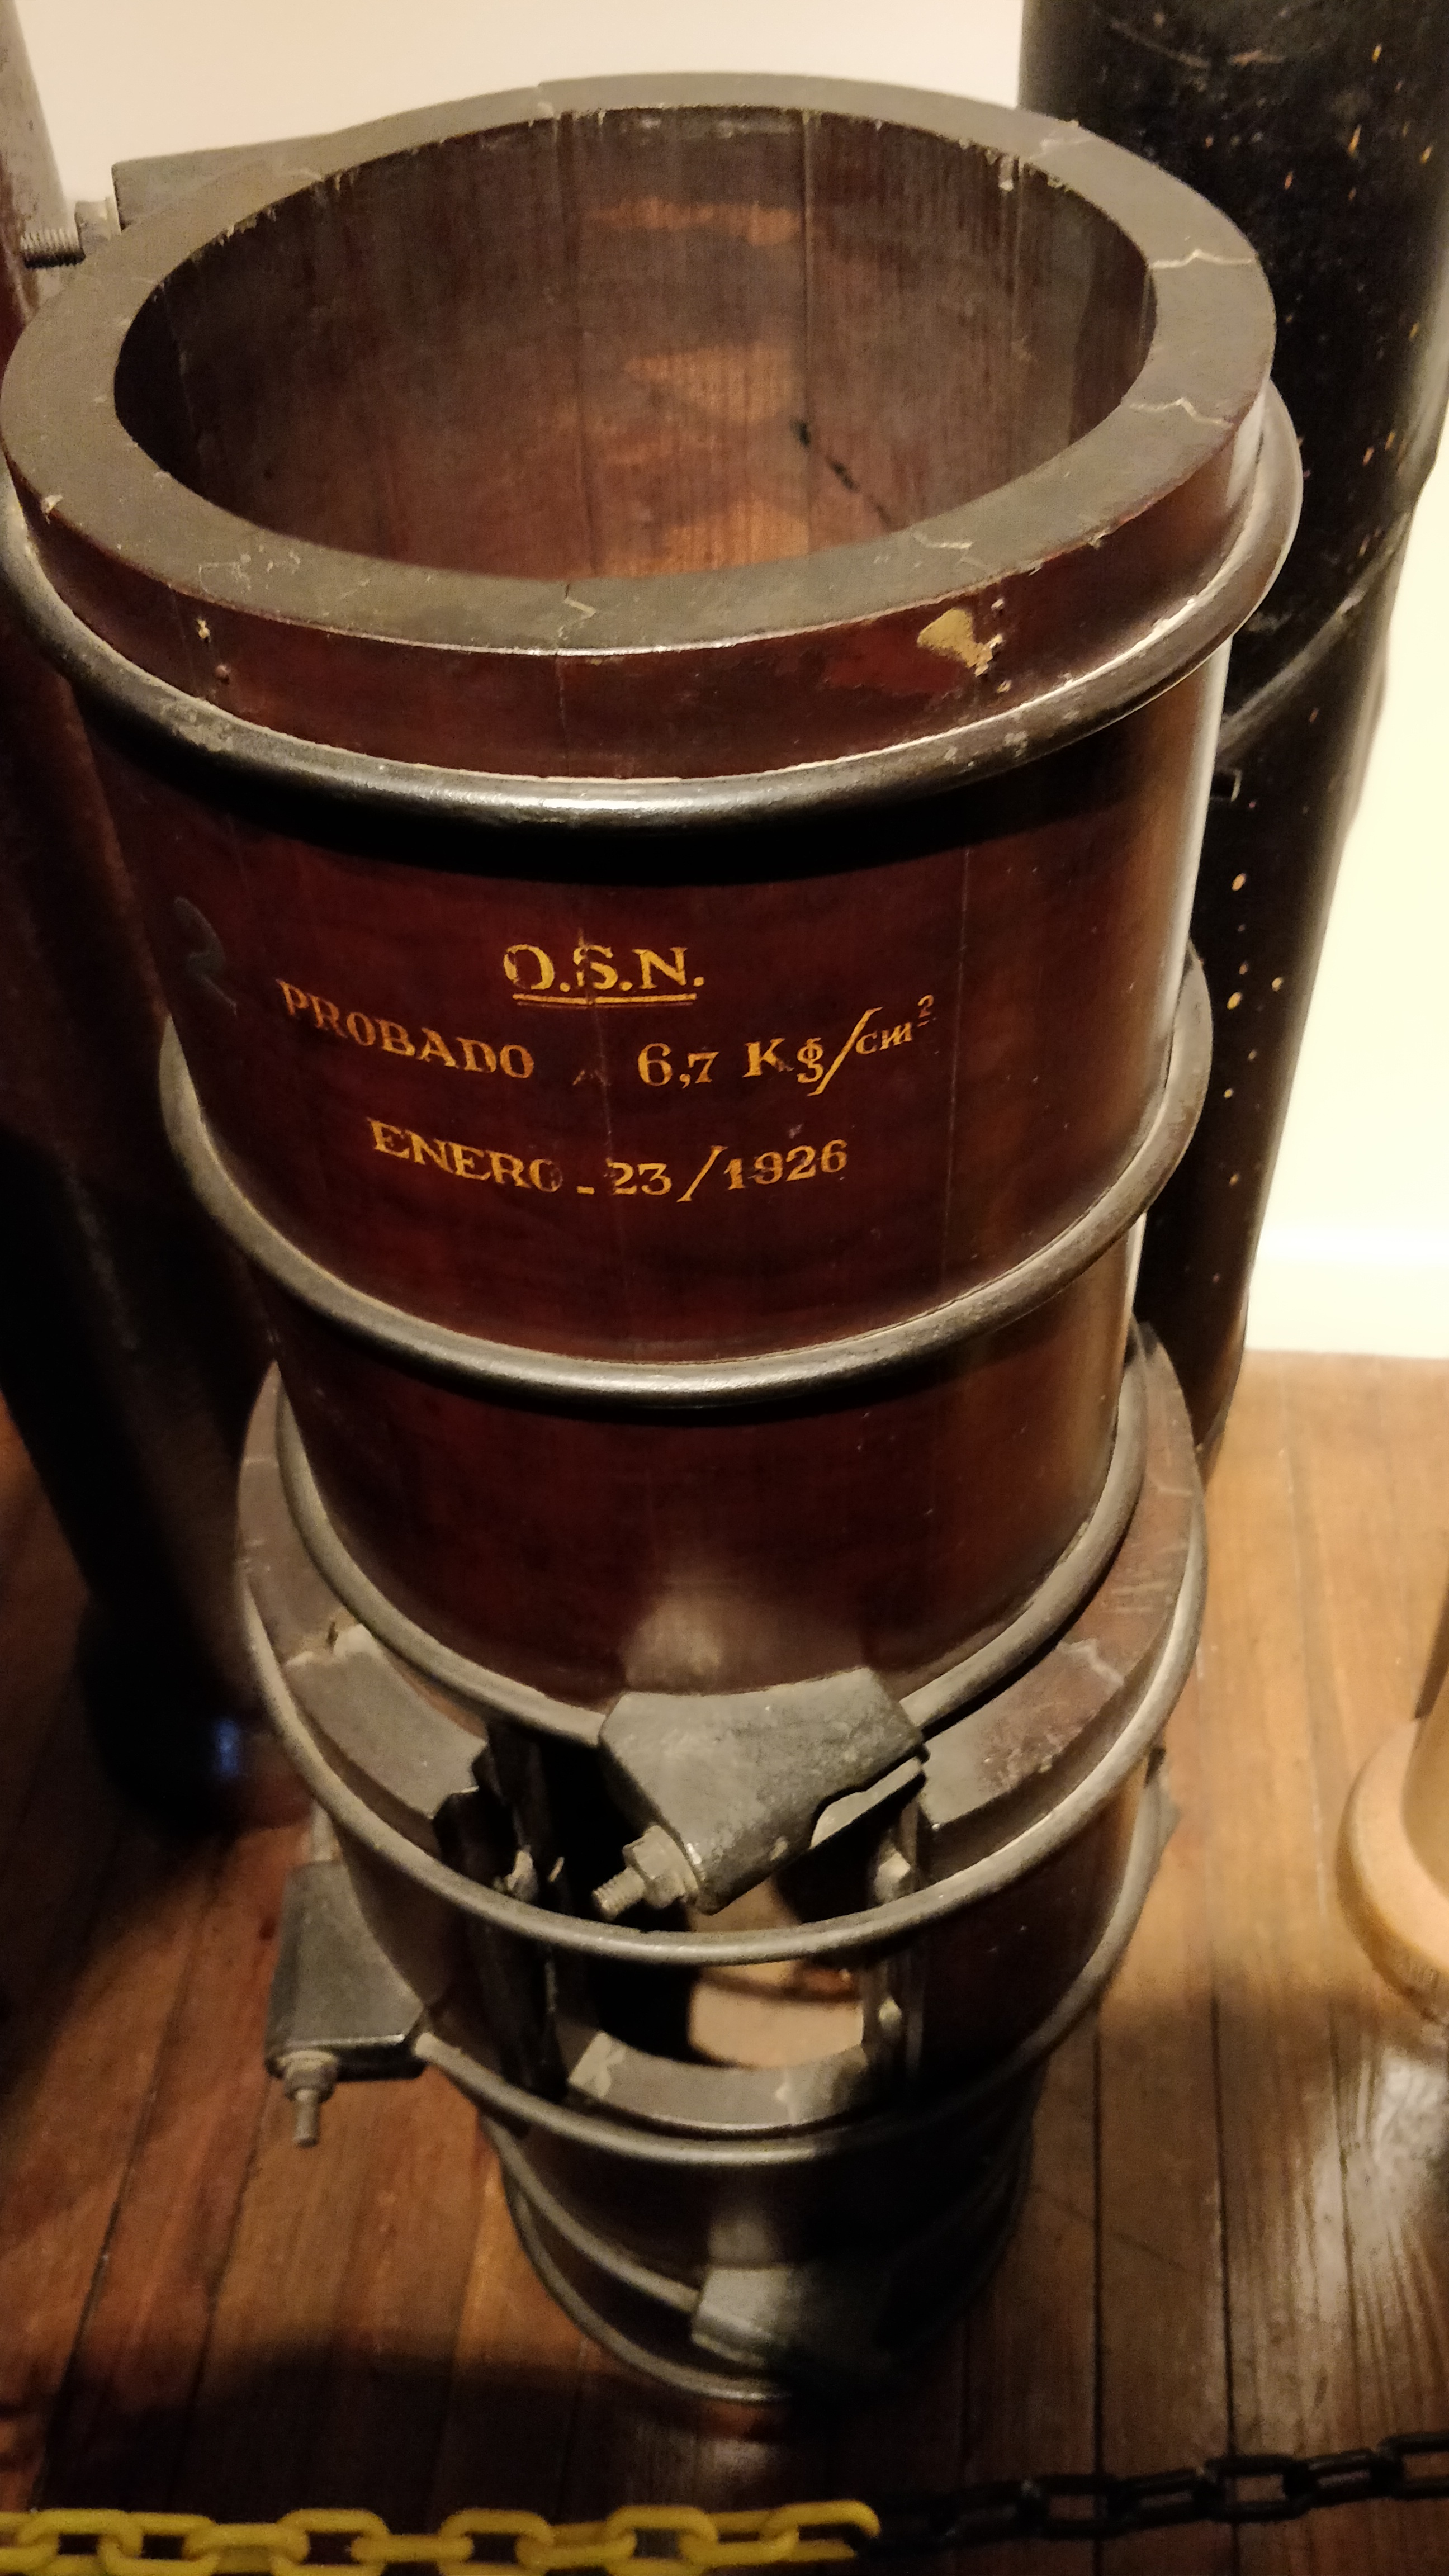 O.S.N.
PROBADO A 6,7 Kg/cm²
ENERO - 23/1926